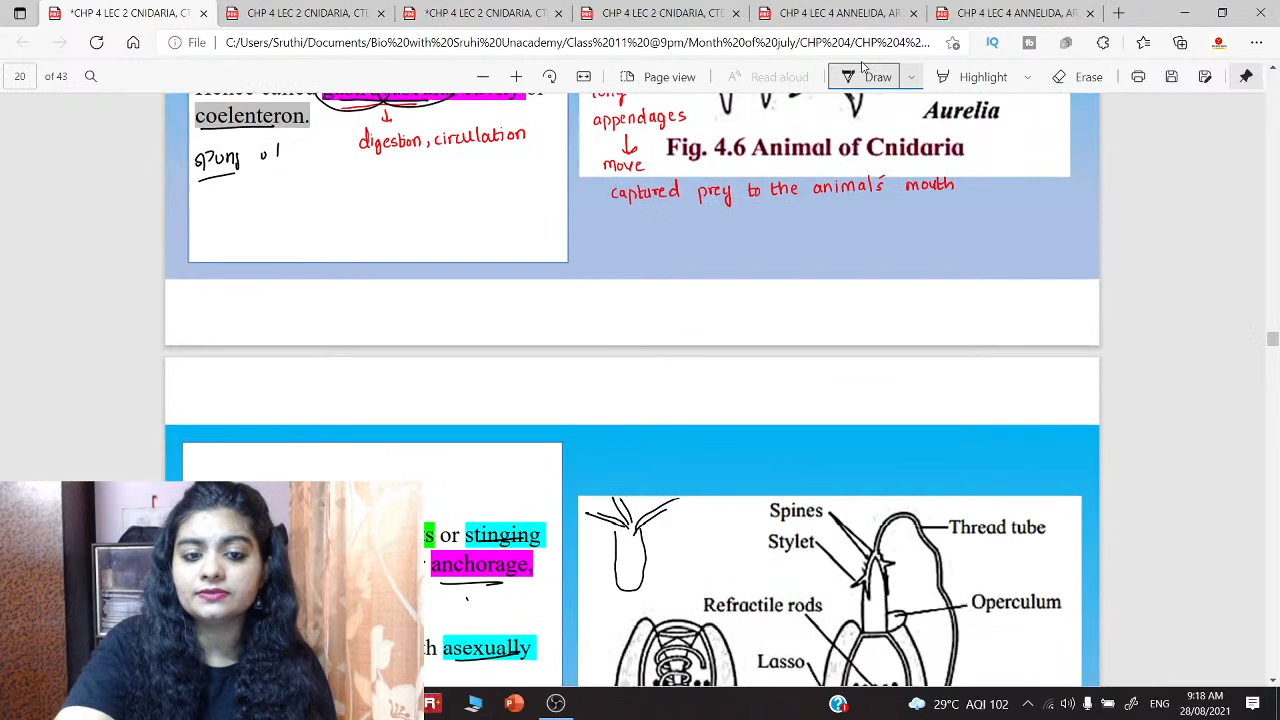 *CHP 4 LEC 2 CNIDARIA, CTE
*CHP 4 LEC 2 CNIDARIA, CTE
*CHP 4 LEC 2 CNIDARIA, CTE
CHP 4 LEC 2 CNIDARIA, CTE
CHP 4 LEC 4 ANNELIDA, AR
CHP 4 LEC 4 ANNELIDA, AR
File
C:/Users/Sruthi/Documents/Bio%20with%20Sruhi%20Unacademy/Class%2011%20@9pm/Month%20of%20july/CHP%204/CHP%204%2...
20 of 43
Page view
Read aloud
Draw
Highlight
Erase
coelenteron.
digestion, circulation
appendages
↓
move
captured prey to the animal's mouth
Aurelia
Fig. 4.6 Animal of Cnidaria
or stinging
anchorage,
asexually
Spines
Stylet
Thread tube
Refractile rods
Operculum
Lasso
29°C AQI 102
ENG
9:18 AM
28/08/2021